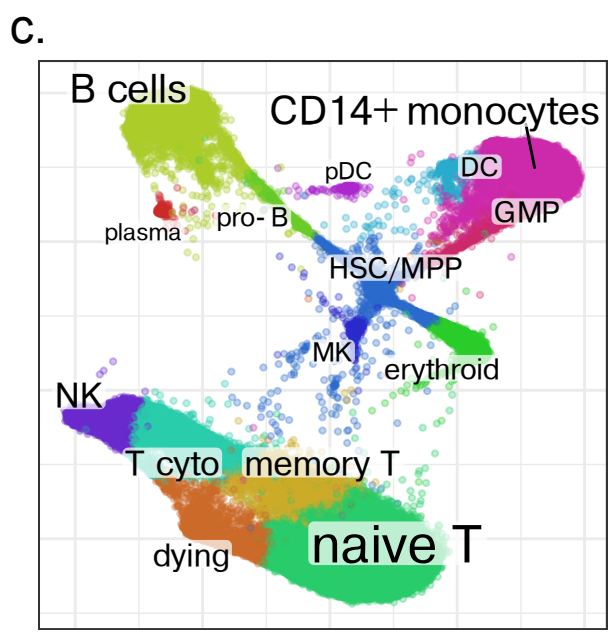 c.
B cells
CD14+ monocytes
pDC
DC
plasma
pro- B
GMP
HSC/MPP
MK
erythroid
NK
T cyto
memory T
dying
naive T